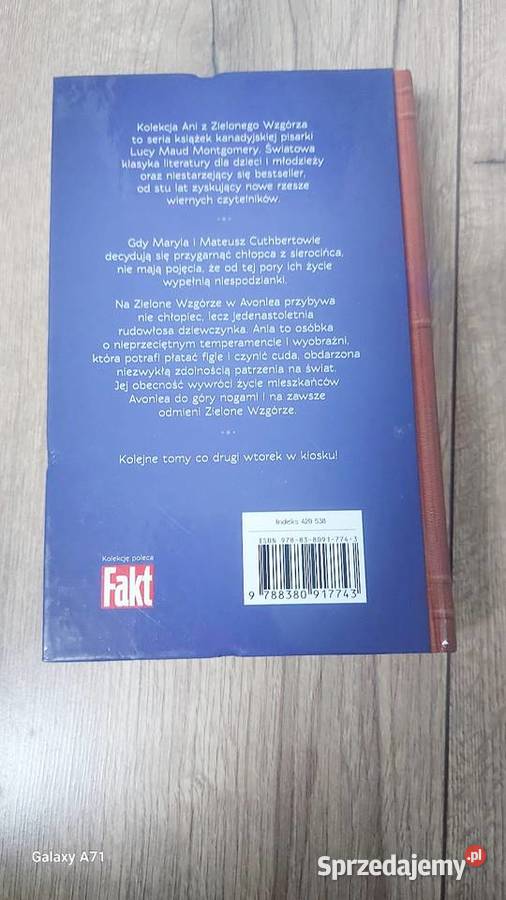 Kolekcja Ani z Zielonego Wzgórza
to seria książek kanadyjskiej pisarki
Lucy Maud Montgomery. Światowa
klasyka literatury dla dzieci i młodzieży
oraz niestarzejący się bestseller,
od stu lat zyskujący nowe rzesze
wiernych czytelników.
Gdy Maryla i Mateusz Cuthbertowie
decydują się przygarnąć chłopca z sierocińca,
nie mają pojęcia, że od tej pory ich życie
wypełnią niespodzianki.
Na Zielone Wzgórze w Avonlea przybywa
nie chłopiec, lecz jedenastoletnia
rudowłosa dziewczynka. Ania to osóbka
o nieprzeciętnym temperamencie i wyobraźni,
która potrafi płatać figle i czynić cuda, obdarzona
niezwykłą zdolnością patrzenia na świat.
Jej obecność wywróci życie mieszkańców
Avonlea do góry nogami i na zawsze
odmieni Zielone Wzgórze.
Kolejne tomy co drugi wtorek w kiosku!
Indeks 420 538
ISBN 978-83-8091-774-3
9 788380 917743
Kolekcję poleca
Fakt
Galaxy A71
Sprzedajemy.pl